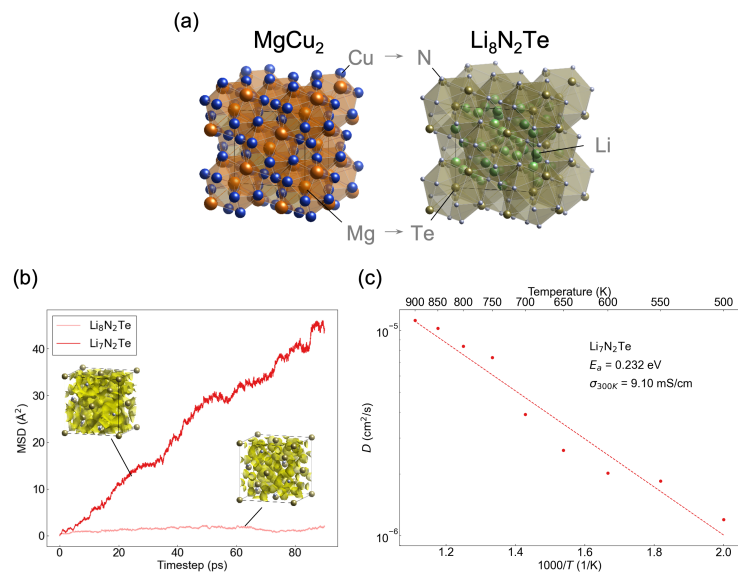 (a)
MgCu2
Li8N2Te
Cu → N
Li
Mg → Te
(b)
Li8N2Te
Li7N2Te
MSD (Å²)
40
30
20
10
0
0 20 40 60 80
Timestep (ps)
(c)
Temperature (K)
900 850 800 750 700 650 600 550 500
10⁻⁵
Li7N2Te
Ea = 0.232 eV
σ300K = 9.10 mS/cm
D (cm²/s)
10⁻⁶
1.2 1.4 1.6 1.8 2.0
1000/T (1/K)